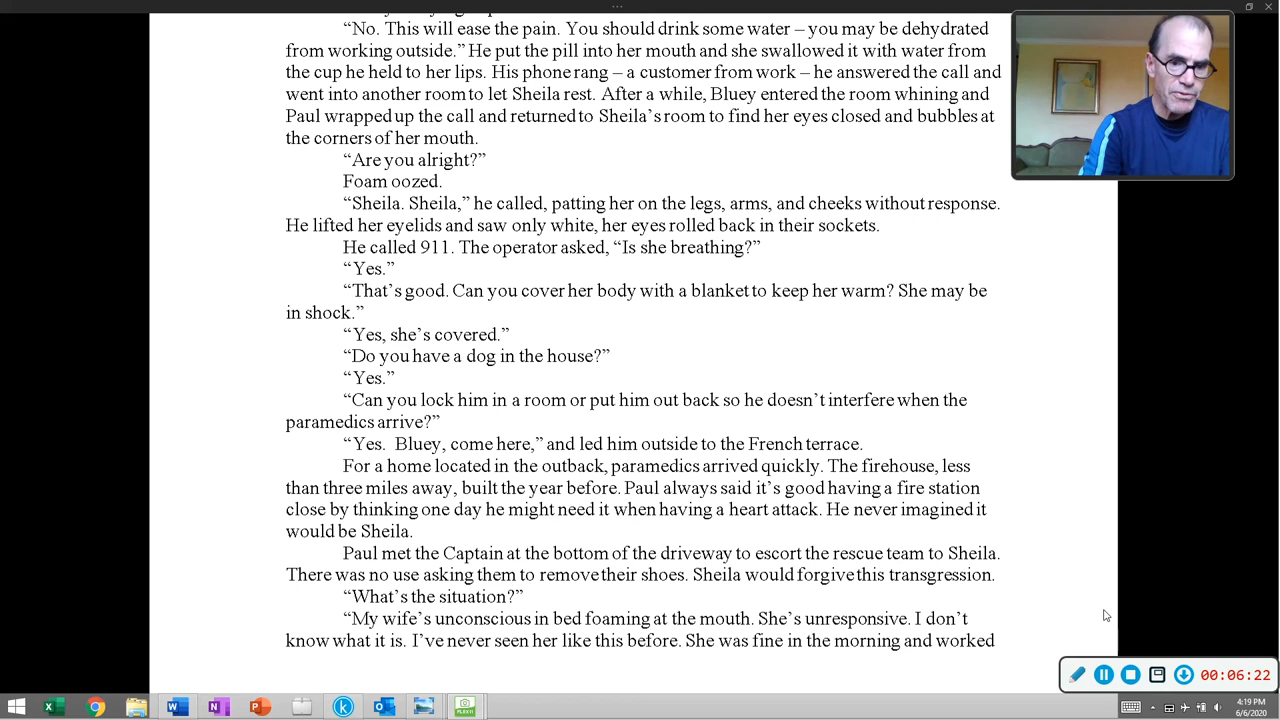 “No. This will ease the pain. You should drink some water – you may be dehydrated
from working outside.” He put the pill into her mouth and she swallowed it with water from
the cup he held to her lips. His phone rang – a customer from work – he answered the call and
went into another room to let Sheila rest. After a while, Bluey entered the room whining and
Paul wrapped up the call and returned to Sheila’s room to find her eyes closed and bubbles at
the corners of her mouth.
“Are you alright?”
Foam oozed.
“Sheila. Sheila,” he called, patting her on the legs, arms, and cheeks without response.
He lifted her eyelids and saw only white, her eyes rolled back in their sockets.
He called 911. The operator asked, “Is she breathing?”
“Yes.”
“That’s good. Can you cover her body with a blanket to keep her warm? She may be
in shock.”
“Yes, she’s covered.”
“Do you have a dog in the house?”
“Yes.”
“Can you lock him in a room or put him out back so he doesn’t interfere when the
paramedics arrive?”
“Yes.  Bluey, come here,” and led him outside to the French terrace.
For a home located in the outback, paramedics arrived quickly. The firehouse, less
than three miles away, built the year before. Paul always said it’s good having a fire station
close by thinking one day he might need it when having a heart attack. He never imagined it
would be Sheila.
Paul met the Captain at the bottom of the driveway to escort the rescue team to Sheila.
There was no use asking them to remove their shoes. Sheila would forgive this transgression.
“What’s the situation?”
“My wife’s unconscious in bed foaming at the mouth. She’s unresponsive. I don’t
know what it is. I’ve never seen her like this before. She was fine in the morning and worked
00:06:22
4:19 PM
6/6/2020